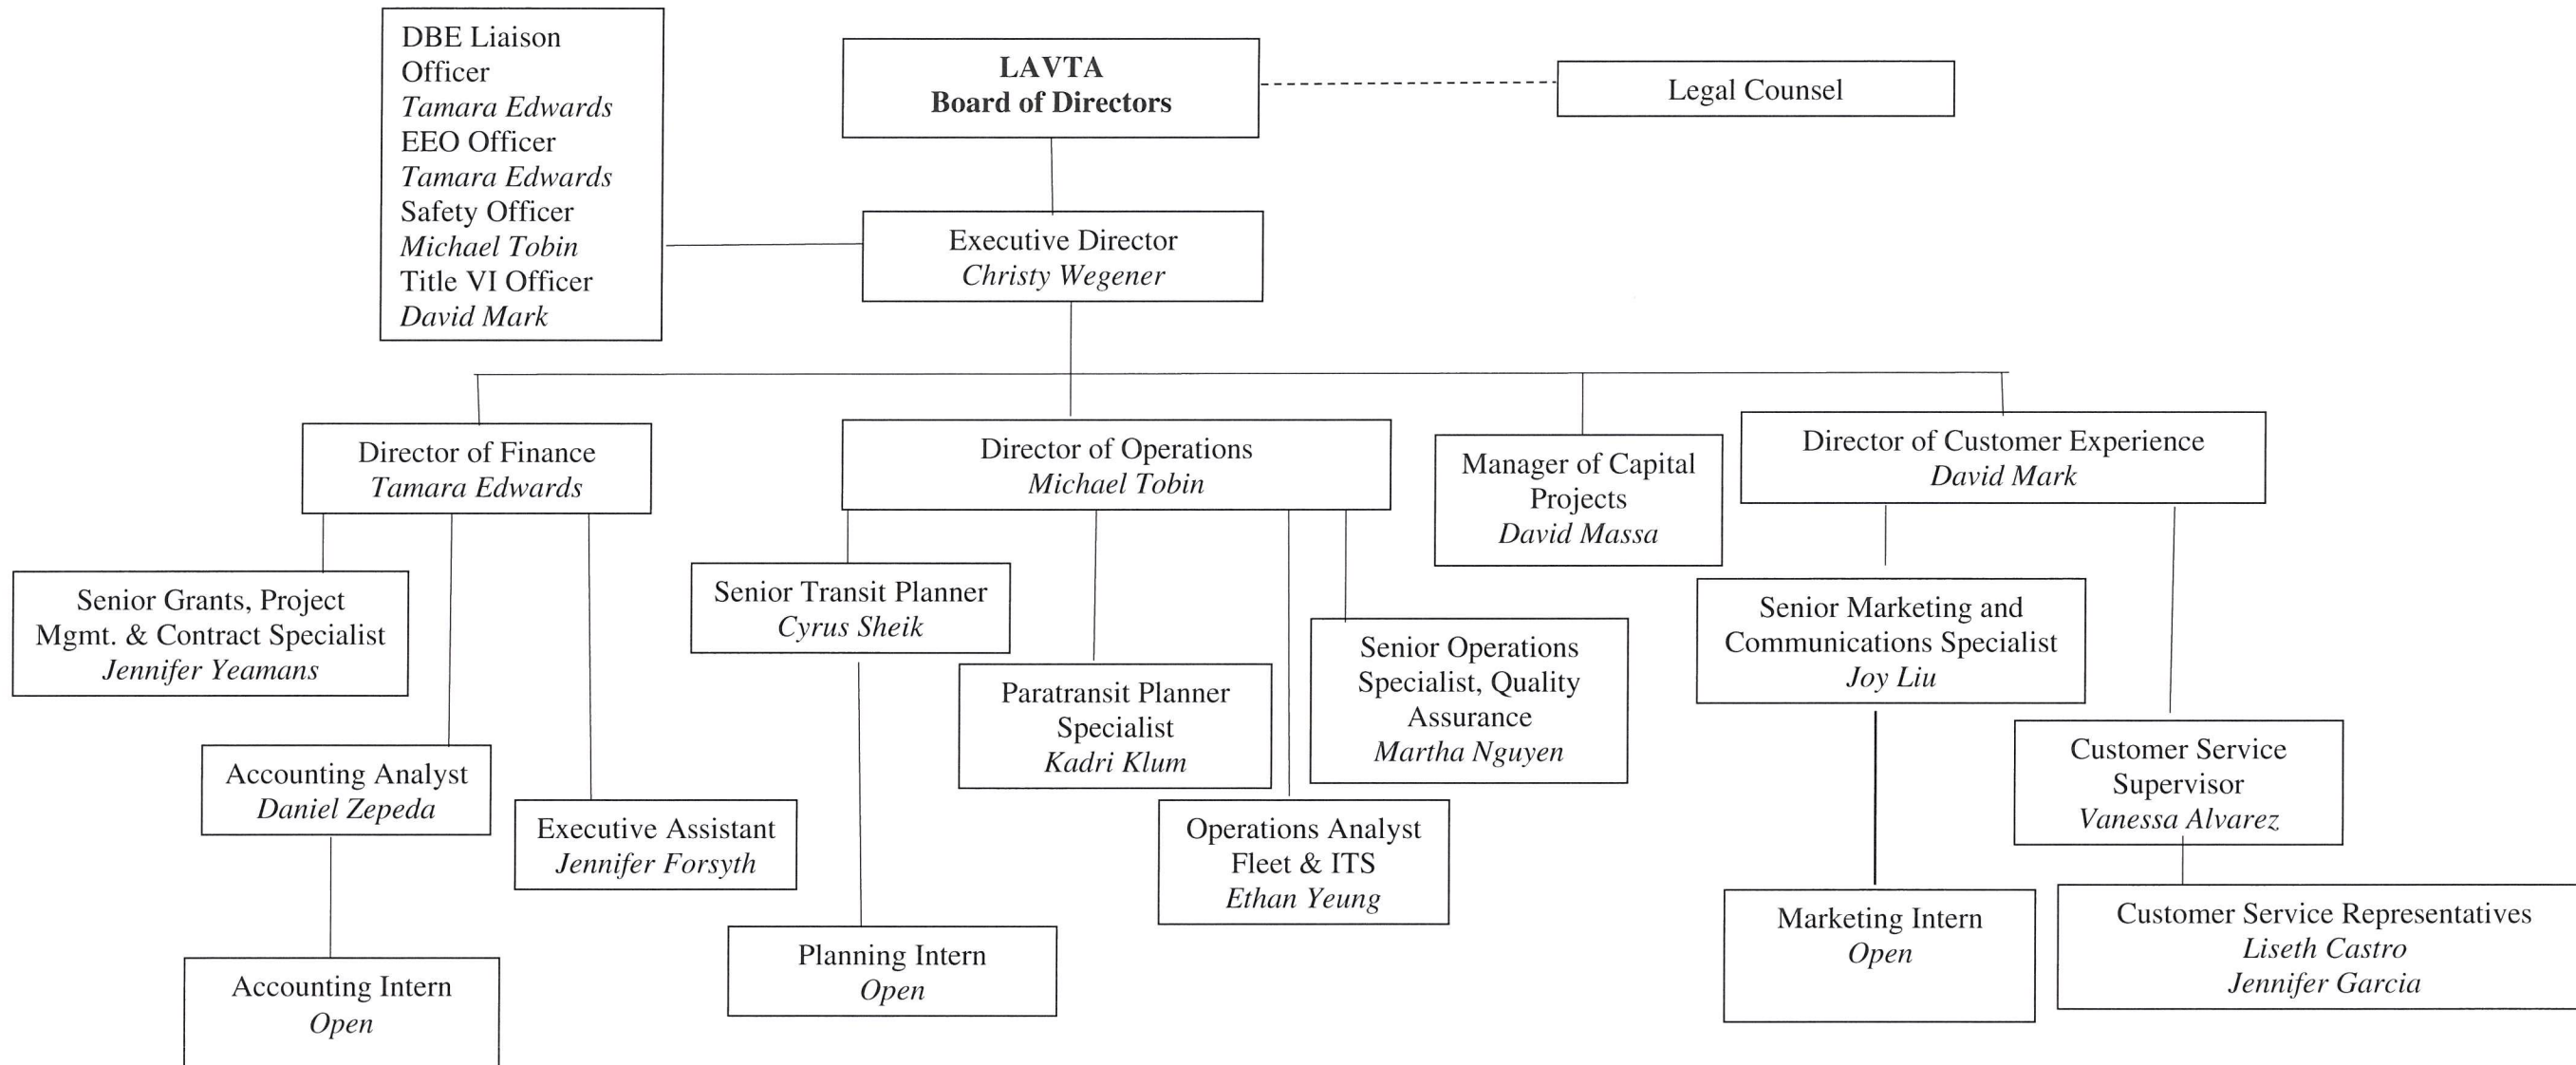 DBE Liaison
Officer
Tamara Edwards
EEO Officer
Tamara Edwards
Safety Officer
Michael Tobin
Title VI Officer
David Mark
LAVTA
Board of Directors
Legal Counsel
Executive Director
Christy Wegener
Director of Finance
Tamara Edwards
Director of Operations
Michael Tobin
Manager of Capital
Projects
David Massa
Director of Customer Experience
David Mark
Senior Grants, Project
Mgmt. & Contract Specialist
Jennifer Yeamans
Accounting Analyst
Daniel Zepeda
Executive Assistant
Jennifer Forsyth
Accounting Intern
Open
Senior Transit Planner
Cyrus Sheik
Paratransit Planner
Specialist
Kadri Klum
Senior Operations
Specialist, Quality
Assurance
Martha Nguyen
Operations Analyst
Fleet & ITS
Ethan Yeung
Planning Intern
Open
Senior Marketing and
Communications Specialist
Joy Liu
Customer Service
Supervisor
Vanessa Alvarez
Marketing Intern
Open
Customer Service Representatives
Liseth Castro
Jennifer Garcia